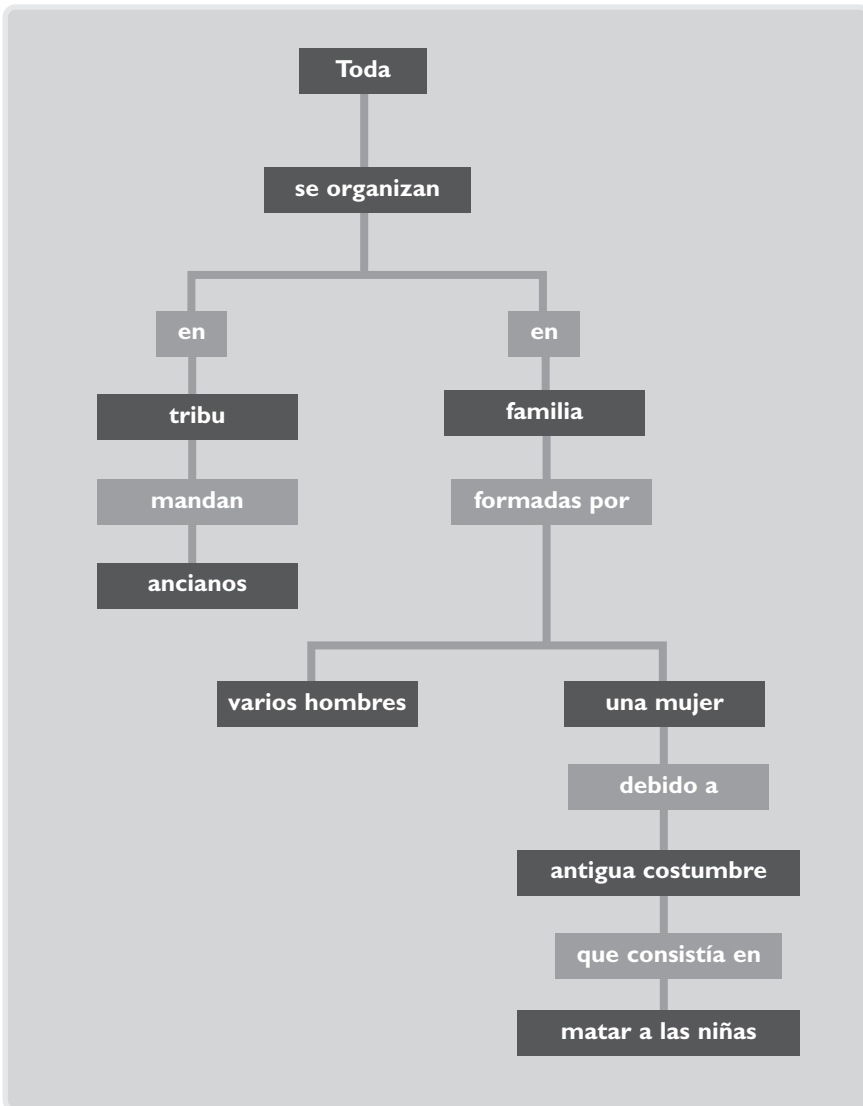 Toda
se organizan
en
en
tribu
familia
mandan
formadas por
ancianos
varios hombres
una mujer
debido a
antigua costumbre
que consistía en
matar a las niñas